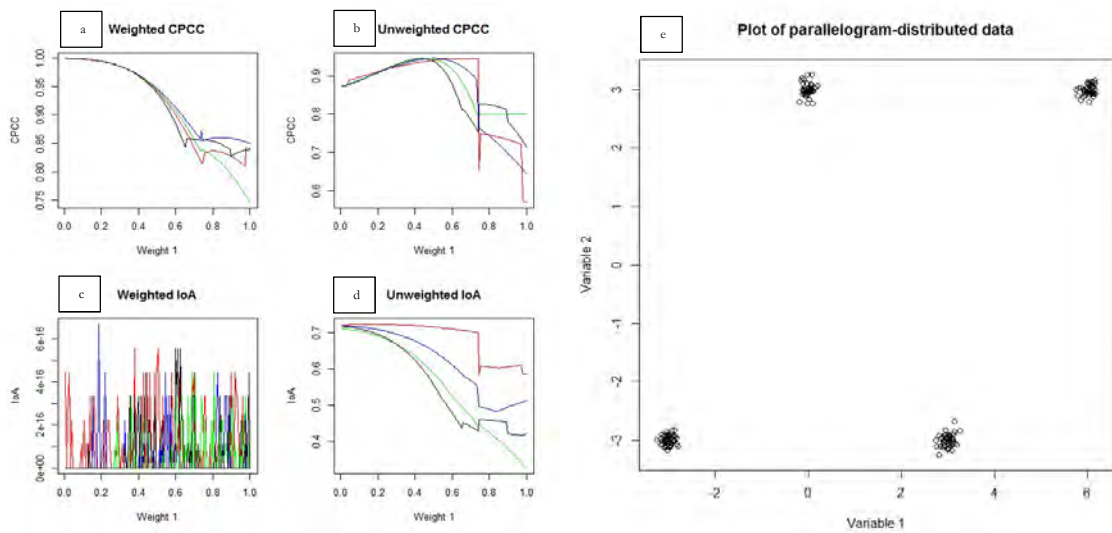 a
Weighted CPCC
CPCC
1.00
0.95
0.90
0.85
0.80
0.75
0.0 0.2 0.4 0.6 0.8 1.0
Weight 1
b
Unweighted CPCC
CPCC
0.9
0.8
0.7
0.6
0.0 0.2 0.4 0.6 0.8 1.0
Weight 1
c
Weighted IoA
IoA
6e-16
4e-16
2e-16
0e+00
0.0 0.2 0.4 0.6 0.8 1.0
Weight 1
d
Unweighted IoA
IoA
0.7
0.6
0.5
0.4
0.0 0.2 0.4 0.6 0.8 1.0
Weight 1
e
Plot of parallelogram-distributed data
Variable 2
3
2
1
0
-1
-2
-3
-2 0 2 4 6
Variable 1